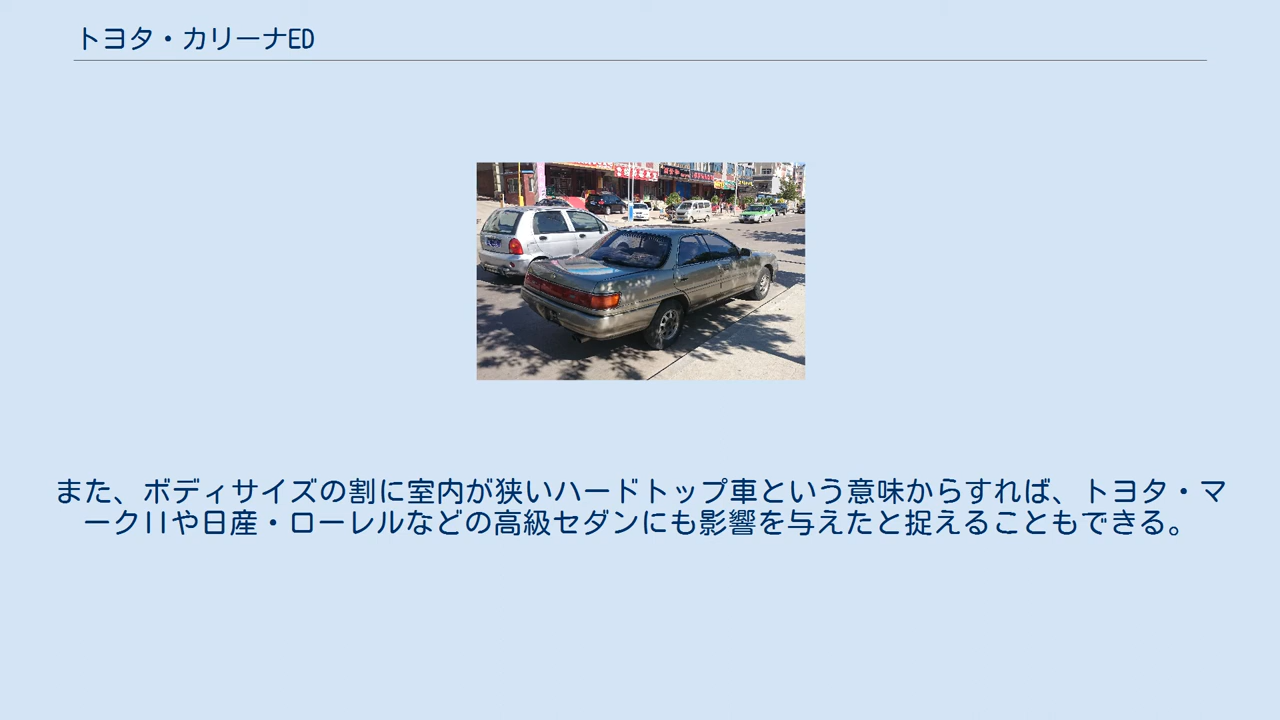 トヨタ・カリーナED
また、ボディサイズの割に室内が狭いハードトップ車という意味からすれば、トヨタ・マ
ークIIや日産・ローレルなどの高級セダンにも影響を与えたと捉えることもできる。